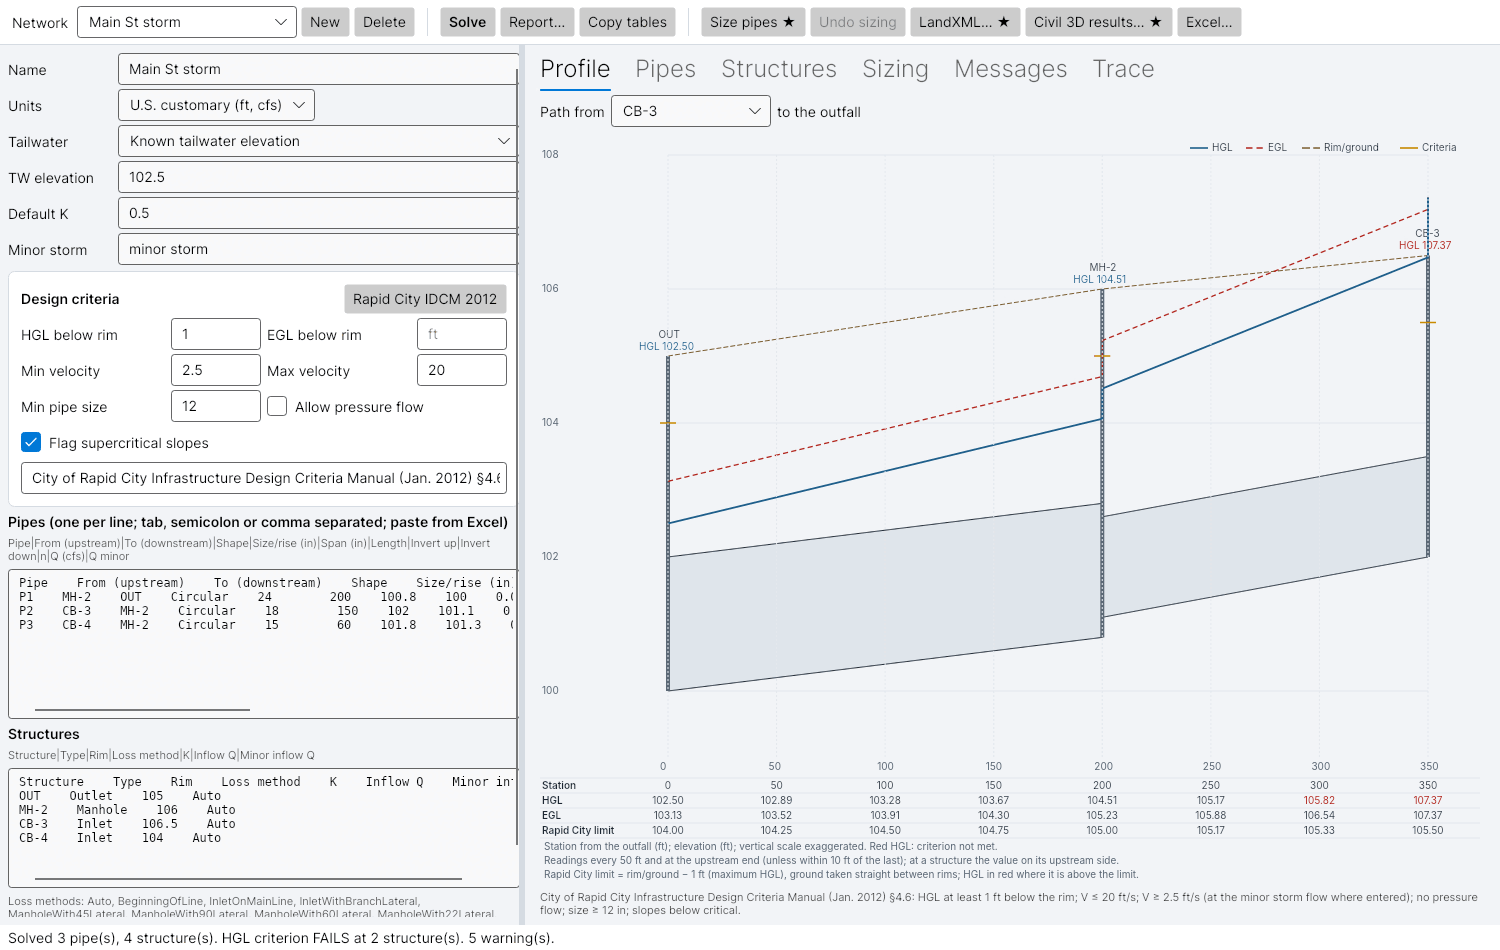 Network Main St storm New Delete Solve Report... Copy tables Size pipes ★ Undo sizing LandXML... ★ Civil 3D results... ★ Excel...
Name Main St storm
Units U.S. customary (ft, cfs)
Tailwater Known tailwater elevation
TW elevation 102.5
Default K 0.5
Minor storm minor storm
Design criteria Rapid City IDCM 2012
HGL below rim 1 EGL below rim ft
Min velocity 2.5 Max velocity 20
Min pipe size 12 Allow pressure flow
Flag supercritical slopes
City of Rapid City Infrastructure Design Criteria Manual (Jan. 2012) §4.6
Pipes (one per line; tab, semicolon or comma separated; paste from Excel)
Pipe|From (upstream)|To (downstream)|Shape|Size/rise (in)|Span (in)|Length|Invert up|Invert
down|n|Q (cfs)|Q minor
Pipe From (upstream) To (downstream) Shape Size/rise (in)
P1 MH-2 OUT Circular 24 200 100.8 100
P2 CB-3 MH-2 Circular 18 150 102 101.1
P3 CB-4 MH-2 Circular 15 60 101.8 101.3
Structures
Structure|Type|Rim|Loss method|K|Inflow Q|Minor inflow Q
Structure Type Rim Loss method K Inflow Q Minor
OUT Outlet 105 Auto
MH-2 Manhole 106 Auto
CB-3 Inlet 106.5 Auto
CB-4 Inlet 104 Auto
Loss methods: Auto, BeginningOfLine, InletOnMainLine, InletWithBranchLateral,
ManholeWith45Lateral, ManholeWith90Lateral, ManholeWith60Lateral, ManholeWith22Lateral
Profile Pipes Structures Sizing Messages Trace
Path from CB-3 to the outfall
HGL EGL Rim/ground Criteria
108
106
104
102
100
CB-3
HGL 107.37
MH-2
HGL 104.51
OUT
HGL 102.50
0 50 100 150 200 250 300 350
Station 0 50 100 150 200 250 300 350
HGL 102.50 102.89 103.28 103.67 104.51 105.17 105.82 107.37
EGL 103.13 103.52 103.91 104.30 105.23 105.88 106.54 107.37
Rapid City limit 104.00 104.25 104.50 104.75 105.00 105.17 105.33 105.50
Station from the outfall (ft); elevation (ft); vertical scale exaggerated. Red HGL: criterion not met.
Readings every 50 ft and at the upstream end (unless within 10 ft of the last); at a structure the value on its upstream side.
Rapid City limit = rim/ground − 1 ft (maximum HGL), ground taken straight between rims; HGL in red where it is above the limit.
City of Rapid City Infrastructure Design Criteria Manual (Jan. 2012) §4.6: HGL at least 1 ft below the rim; V ≤ 20 ft/s; V ≥ 2.5 ft/s (at the minor storm flow where entered); no pressure
flow; size ≥ 12 in; slopes below critical.
Solved 3 pipe(s), 4 structure(s). HGL criterion FAILS at 2 structure(s). 5 warning(s).